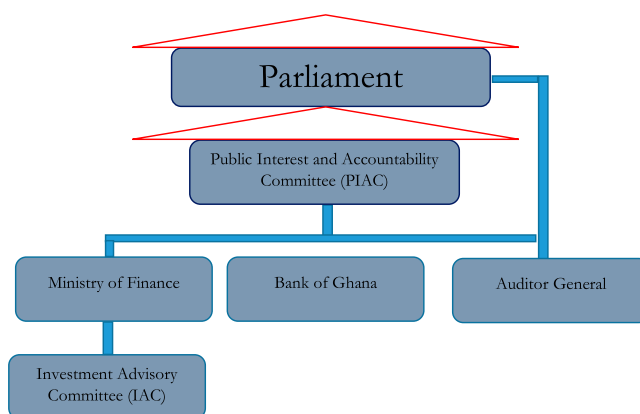 Parliament
Public Interest and Accountability
Committee (PIAC)
Ministry of Finance
Bank of Ghana
Auditor General
Investment Advisory
Committee (IAC)